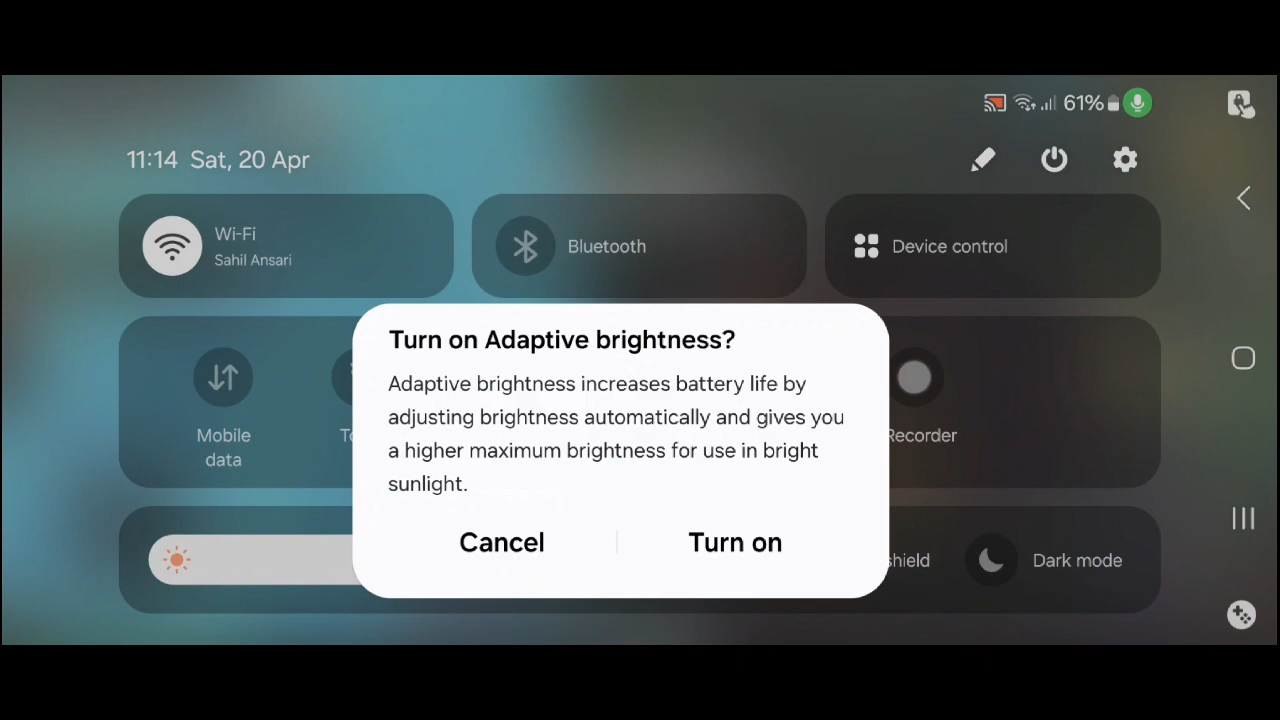 61%
11:14 Sat, 20 Apr
Wi-Fi
Sahil Ansari
Bluetooth
Device control
Turn on Adaptive brightness?
Adaptive brightness increases battery life by
adjusting brightness automatically and gives you
a higher maximum brightness for use in bright
sunlight.
Cancel
Turn on
Mobile
data
Recorder
Dark mode